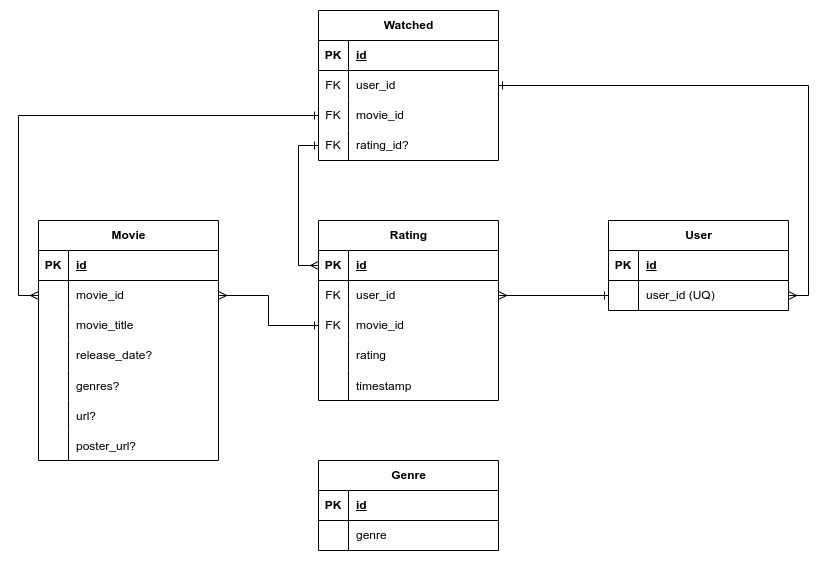 Watched
PK id
FK user_id
FK movie_id
FK rating_id?
Movie
PK id
movie_id
movie_title
release_date?
genres?
url?
poster_url?
Rating
PK id
FK user_id
FK movie_id
rating
timestamp
User
PK id
user_id (UQ)
Genre
PK id
genre